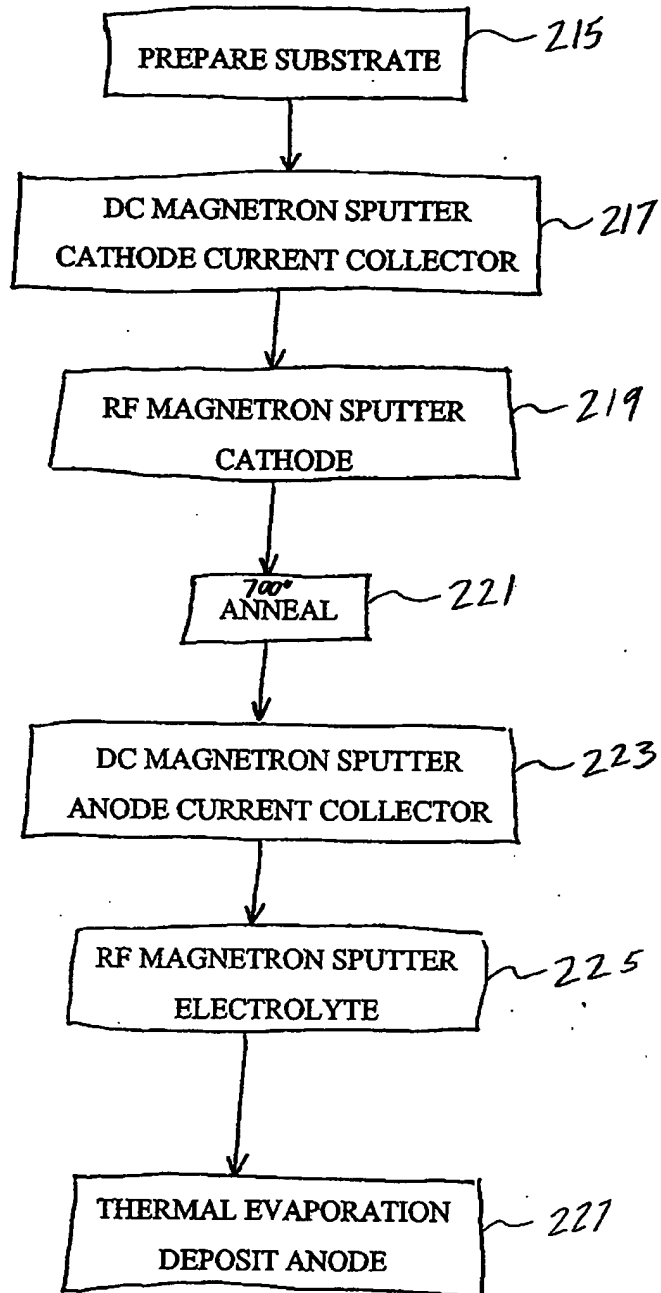 PREPARE SUBSTRATE
215
DC MAGNETRON SPUTTER
CATHODE CURRENT COLLECTOR
217
RF MAGNETRON SPUTTER
CATHODE
219
700°
ANNEAL
221
DC MAGNETRON SPUTTER
ANODE CURRENT COLLECTOR
223
RF MAGNETRON SPUTTER
ELECTROLYTE
225
THERMAL EVAPORATION
DEPOSIT ANODE
227